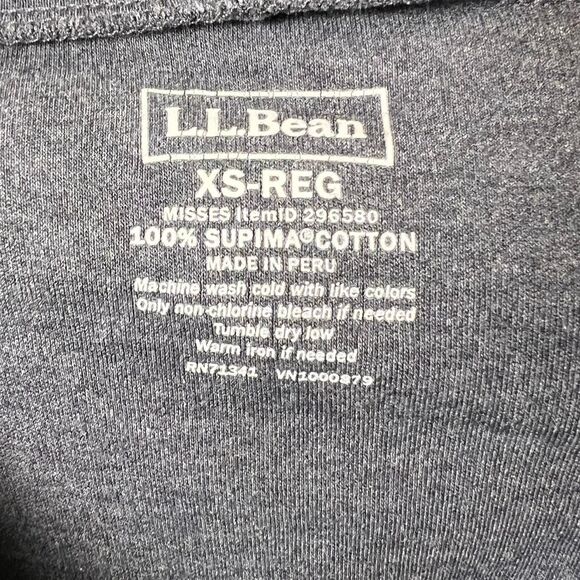 L.L.Bean
XS-REG
MISSES ItemID 296580
100% SUPIMA® COTTON
MADE IN PERU
Machine wash cold with like colors
Only non-chlorine bleach if needed
Tumble dry low
Warm iron if needed
RN71341 VN1000879